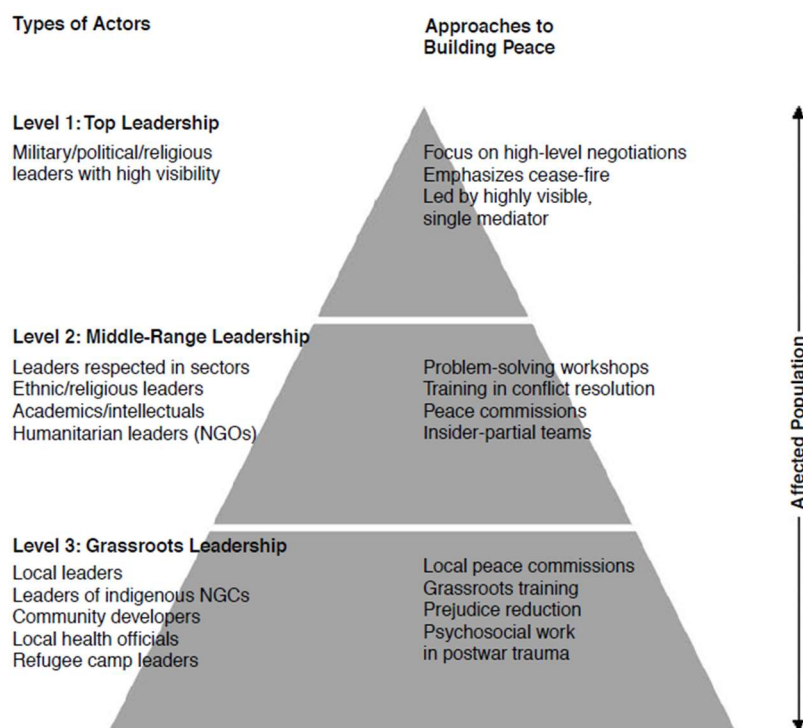 Types of Actors
Approaches to
Building Peace
Level 1: Top Leadership
Military/political/religious
leaders with high visibility
Focus on high-level negotiations
Emphasizes cease-fire
Led by highly visible,
single mediator
Level 2: Middle-Range Leadership
Leaders respected in sectors
Ethnic/religious leaders
Academics/intellectuals
Humanitarian leaders (NGOs)
Problem-solving workshops
Training in conflict resolution
Peace commissions
Insider-partial teams
Level 3: Grassroots Leadership
Local leaders
Leaders of indigenous NGCs
Community developers
Local health officials
Refugee camp leaders
Local peace commissions
Grassroots training
Prejudice reduction
Psychosocial work
in postwar trauma
Affected Population